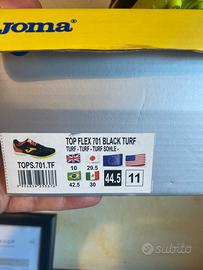 Joma
TOP FLEX 701 BLACK TURF
TURF - TURF - TURF SOHLE -
TOPS.701.TF
10 29.5
44.5 11
42.5 30
subito